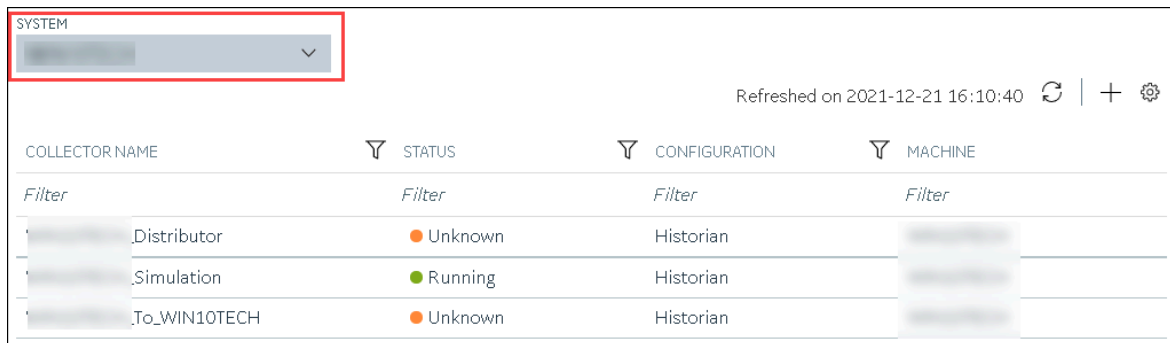 SYSTEM
Refreshed on 2021-12-21 16:10:40
COLLECTOR NAME STATUS CONFIGURATION MACHINE
Filter Filter Filter Filter
_Distributor Unknown Historian
_Simulation Running Historian
_To_WIN10TECH Unknown Historian